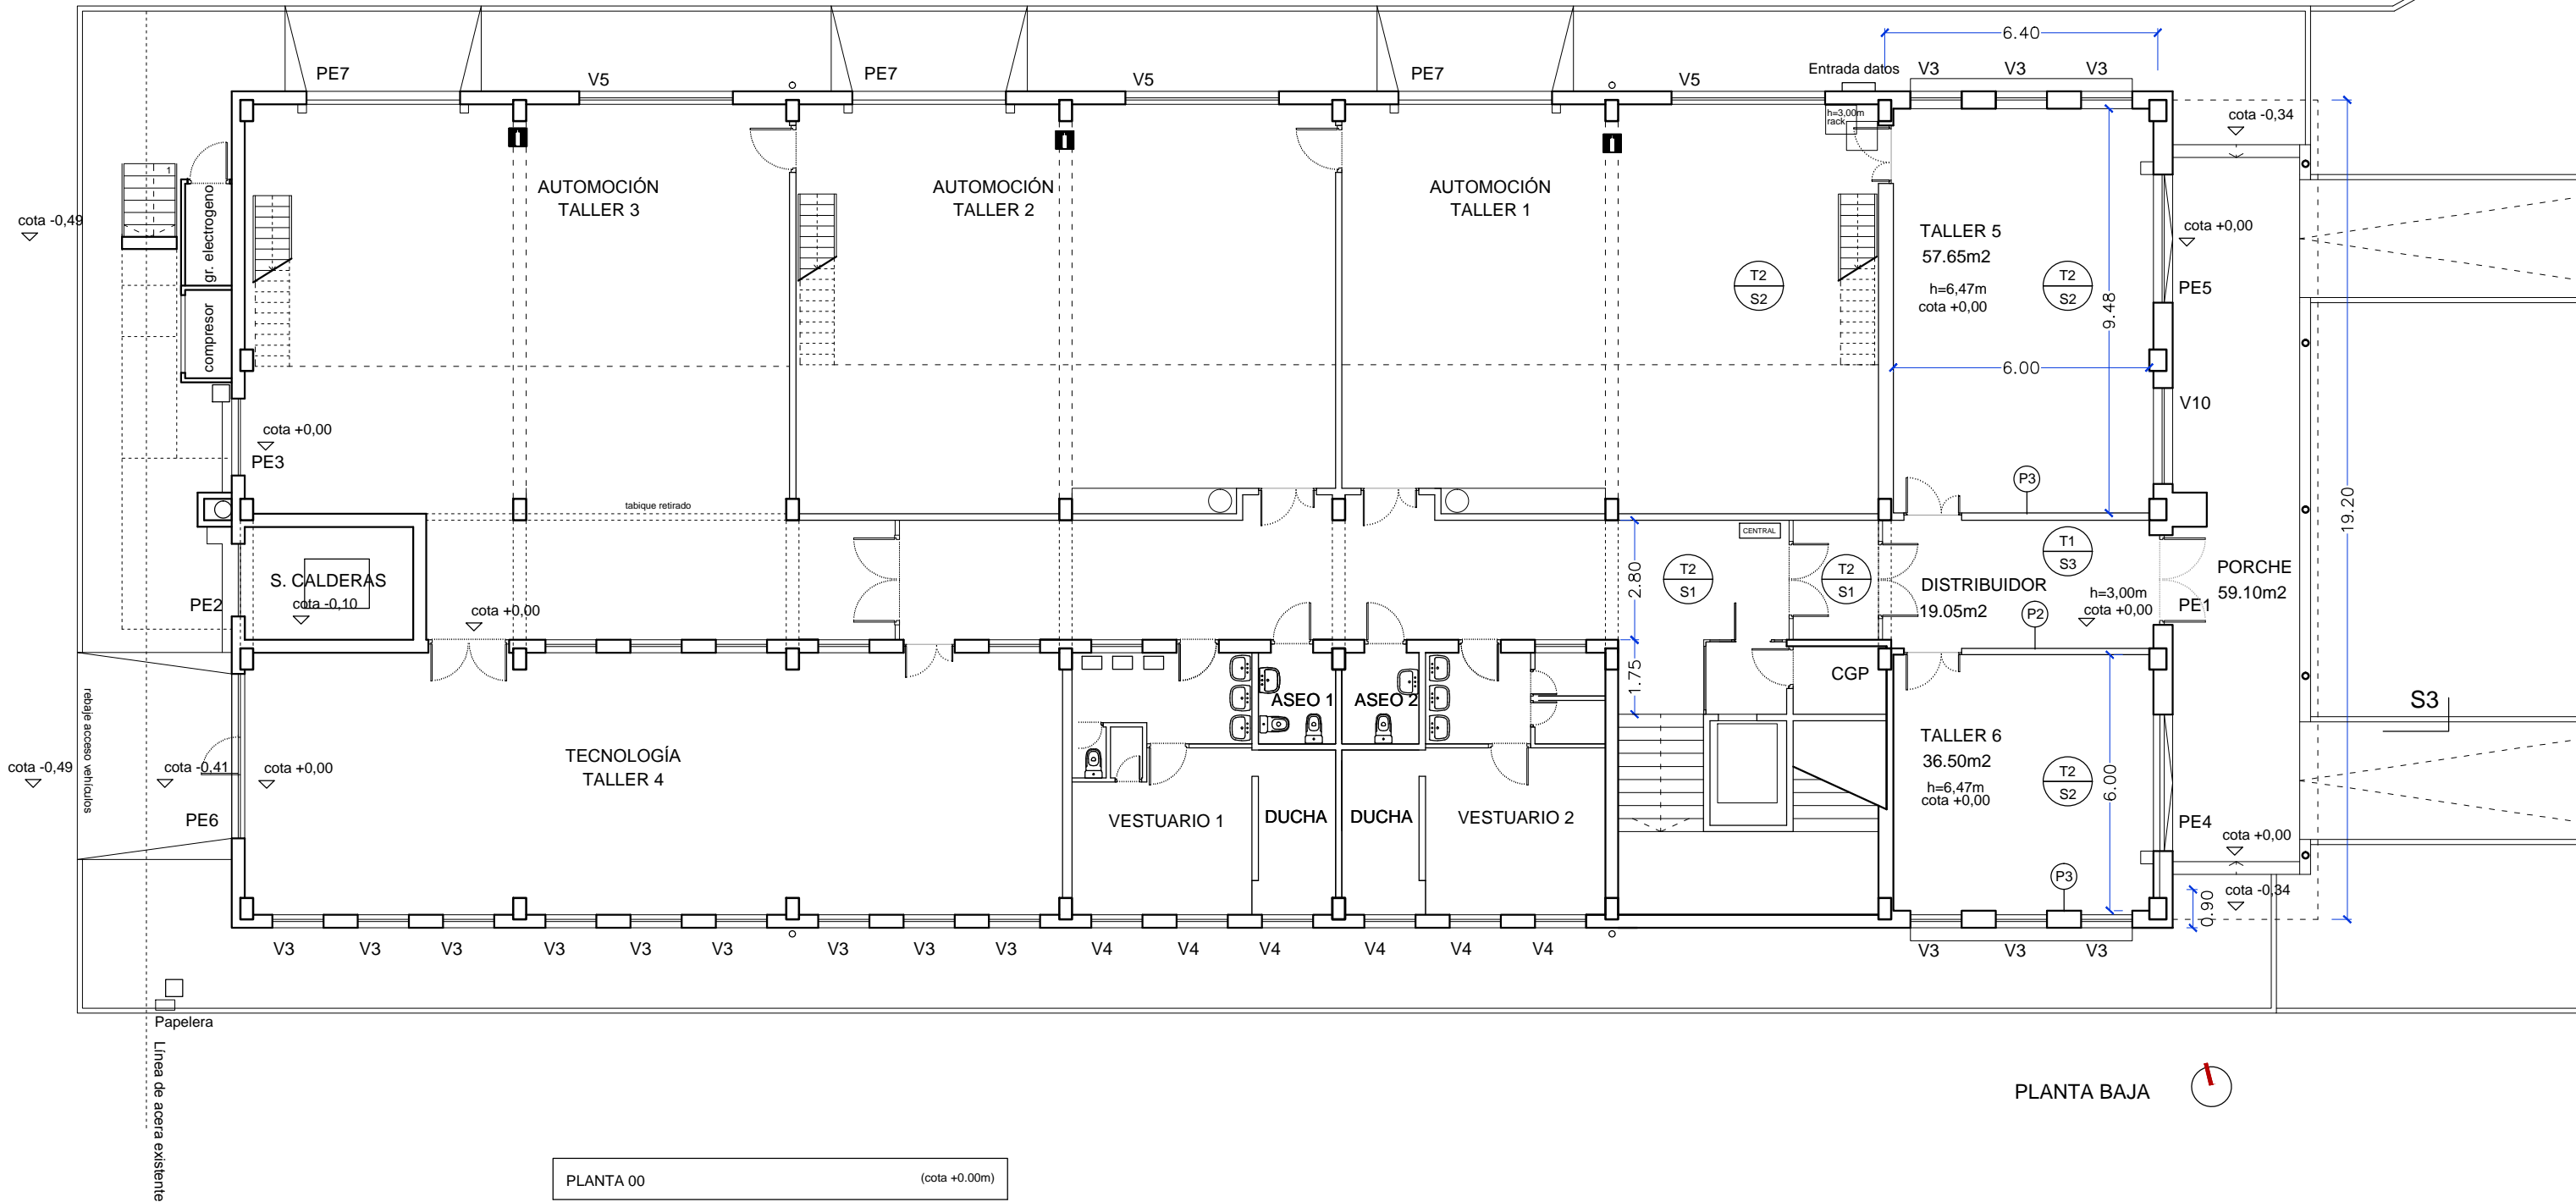 6.40
PE7
V5
PE7
V5
PE7
V5
Entrada datos
V3
V3
V3
h=3,00m
rack
cota -0,34
1
gr. electrogeno
compresor
cota -0,49
AUTOMOCIÓN
TALLER 3
AUTOMOCIÓN
TALLER 2
AUTOMOCIÓN
TALLER 1
T2
S2
TALLER 5
57.65m2
h=6,47m
cota +0,00
T2
S2
9.48
6.00
cota +0,00
PE5
V10
cota +0,00
PE3
tabique retirado
P3
19.20
S. CALDERAS
cota -0,10
PE2
cota +0,00
2.80
1.75
CENTRAL
T2
S1
T2
S1
T1
S3
DISTRIBUIDOR
19.05m2
h=3,00m
cota +0,00
P2
PE1
PORCHE
59.10m2
CGP
ASEO 1
ASEO 2
S3
rebaje acceso vehículos
cota -0,49
cota -0,41
cota +0,00
PE6
TECNOLOGÍA
TALLER 4
VESTUARIO 1
DUCHA
DUCHA
VESTUARIO 2
TALLER 6
36.50m2
h=6,47m
cota +0,00
T2
S2
6.00
P3
PE4
cota +0,00
cota -0,34
0.90
V3
V3
V3
V3
V3
V3
V3
V3
V3
V4
V4
V4
V4
V4
V4
V3
V3
V3
Papelera
Línea de acera existente
PLANTA BAJA
PLANTA 00
(cota +0.00m)